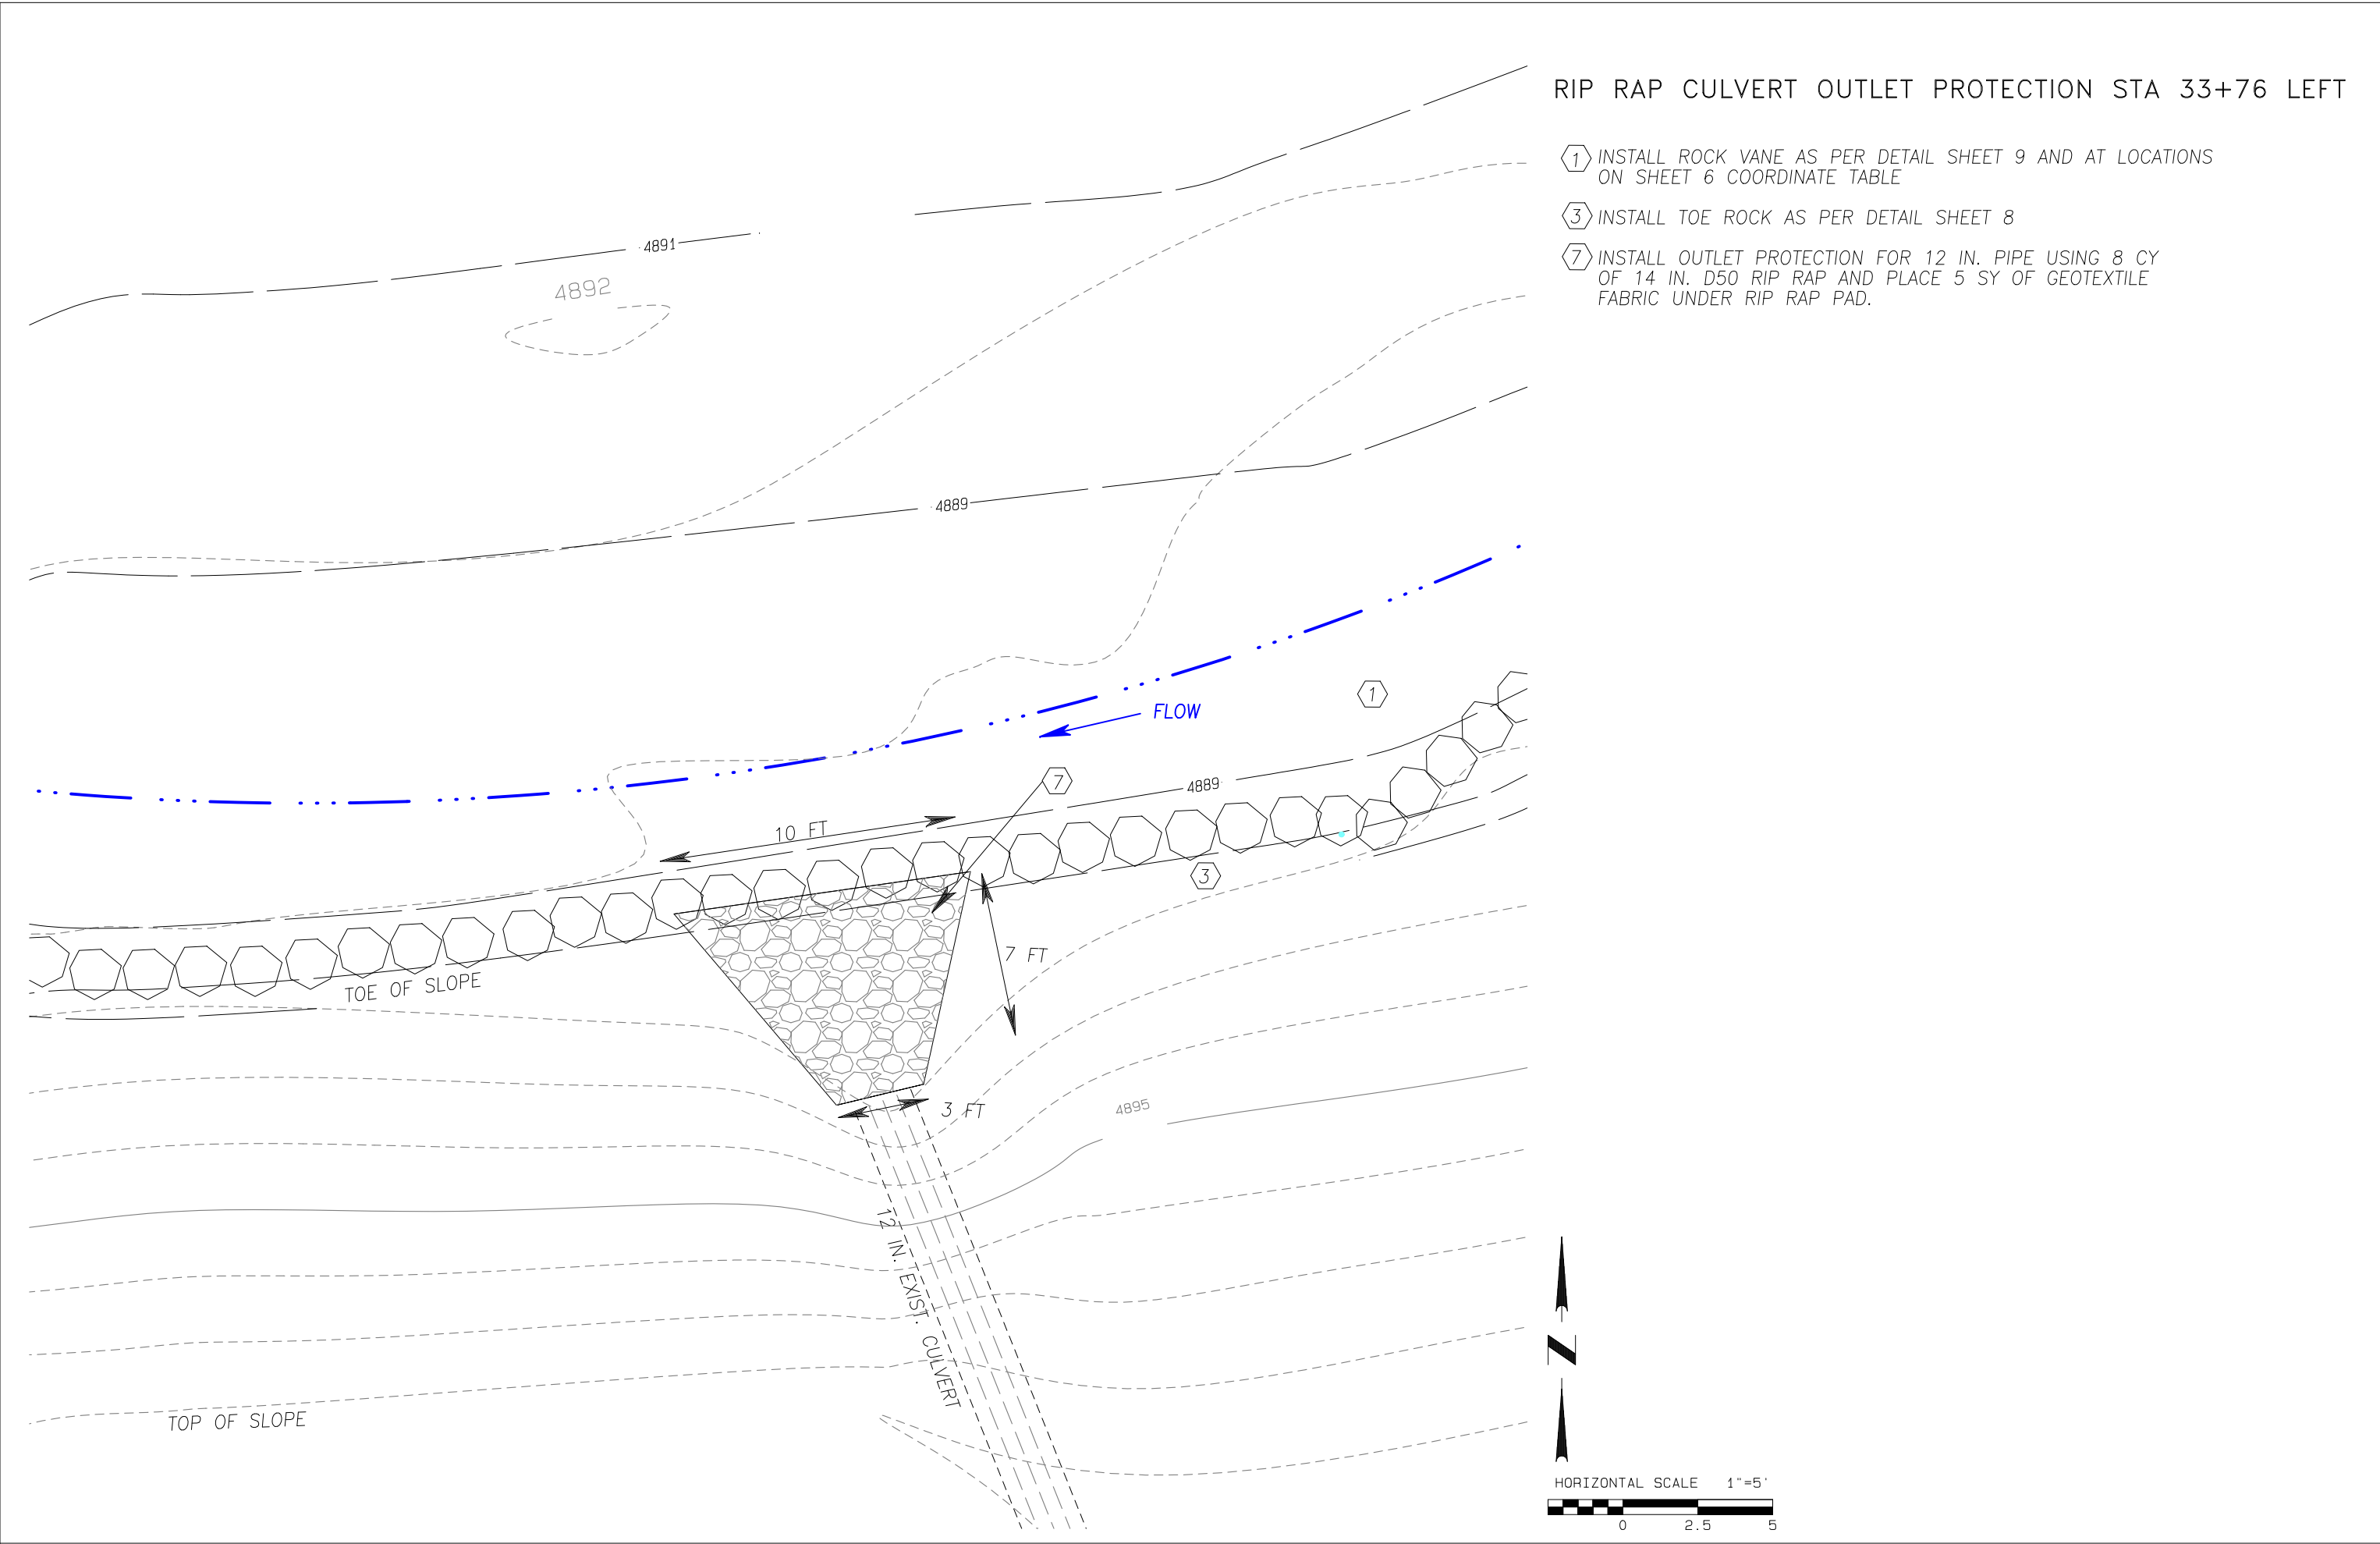 RIP RAP CULVERT OUTLET PROTECTION STA 33+76 LEFT
1 INSTALL ROCK VANE AS PER DETAIL SHEET 9 AND AT LOCATIONS
ON SHEET 6 COORDINATE TABLE
3 INSTALL TOE ROCK AS PER DETAIL SHEET 8
7 INSTALL OUTLET PROTECTION FOR 12 IN. PIPE USING 8 CY
OF 14 IN. D50 RIP RAP AND PLACE 5 SY OF GEOTEXTILE
FABRIC UNDER RIP RAP PAD.
4891
4892
4889
1
FLOW
7
4889
10 FT
3
7 FT
TOE OF SLOPE
3 FT
4895
12 IN. EXIST. CULVERT
TOP OF SLOPE
N
HORIZONTAL SCALE 1"=5'
0 2.5 5